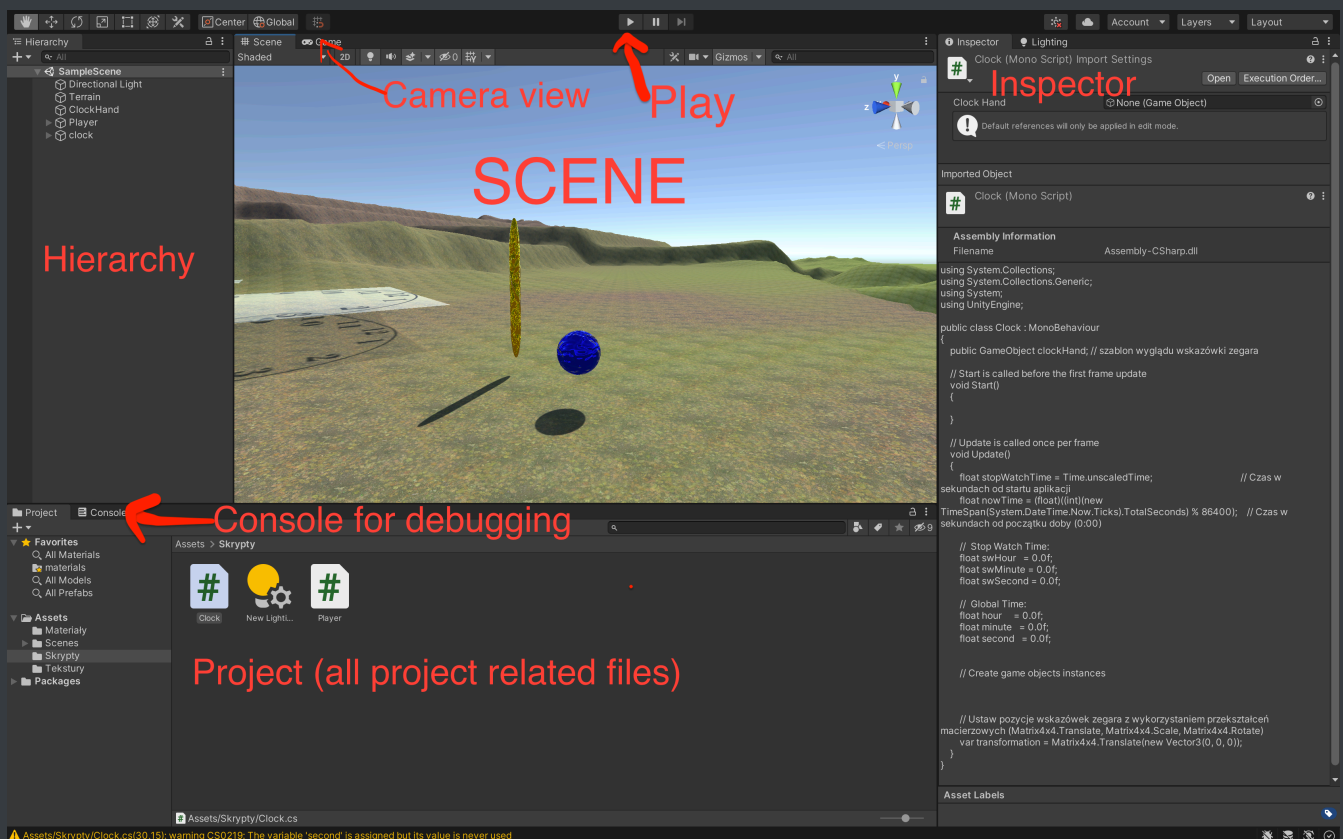 Center Global
Account Layers Layout
Hierarchy
All
SampleScene
Directional Light
Terrain
ClockHand
Player
clock
Hierarchy
Scene Game
Shaded 2D 0 Gizmos All
Camera view
Play
SCENE
y
z
Persp
Inspector Lighting
Clock (Mono Script) Import Settings
Open Execution Order...
Inspector
Clock Hand None (Game Object)
Default references will only be applied in edit mode.
Imported Object
Clock (Mono Script)
Assembly Information
Filename Assembly-CSharp.dll
using System.Collections;
using System.Collections.Generic;
using System;
using UnityEngine;
public class Clock : MonoBehaviour
{
public GameObject clockHand; // szablon wyglądu wskazówki zegara
// Start is called before the first frame update
void Start()
{
}
// Update is called once per frame
void Update()
{
float stopWatchTime = Time.unscaledTime; // Czas w
sekundach od startu aplikacji
float nowTime = (float)((int)(new
TimeSpan(System.DateTime.Now.Ticks).TotalSeconds) % 86400); // Czas w
sekundach od początku doby (0:00)
// Stop Watch Time:
float swHour = 0.0f;
float swMinute = 0.0f;
float swSecond = 0.0f;
// Global Time:
float hour = 0.0f;
float minute = 0.0f;
float second = 0.0f;
// Create game objects instances
// Ustaw pozycje wskazówek zegara z wykorzystaniem przekształceń
macierzowych (Matrix4x4.Translate, Matrix4x4.Scale, Matrix4x4.Rotate)
var transformation = Matrix4x4.Translate(new Vector3(0, 0, 0));
}
}
Asset Labels
Project Console
Console for debugging
9
Favorites
All Materials
materials
All Models
All Prefabs
Assets
Materiały
Scenes
Skrypty
Tekstury
Packages
Assets > Skrypty
Clock New Lighti... Player
Project (all project related files)
Assets/Skrypty/Clock.cs
Assets/Skrypty/Clock.cs(30,15): warning CS0219: The variable 'second' is assigned but its value is never used